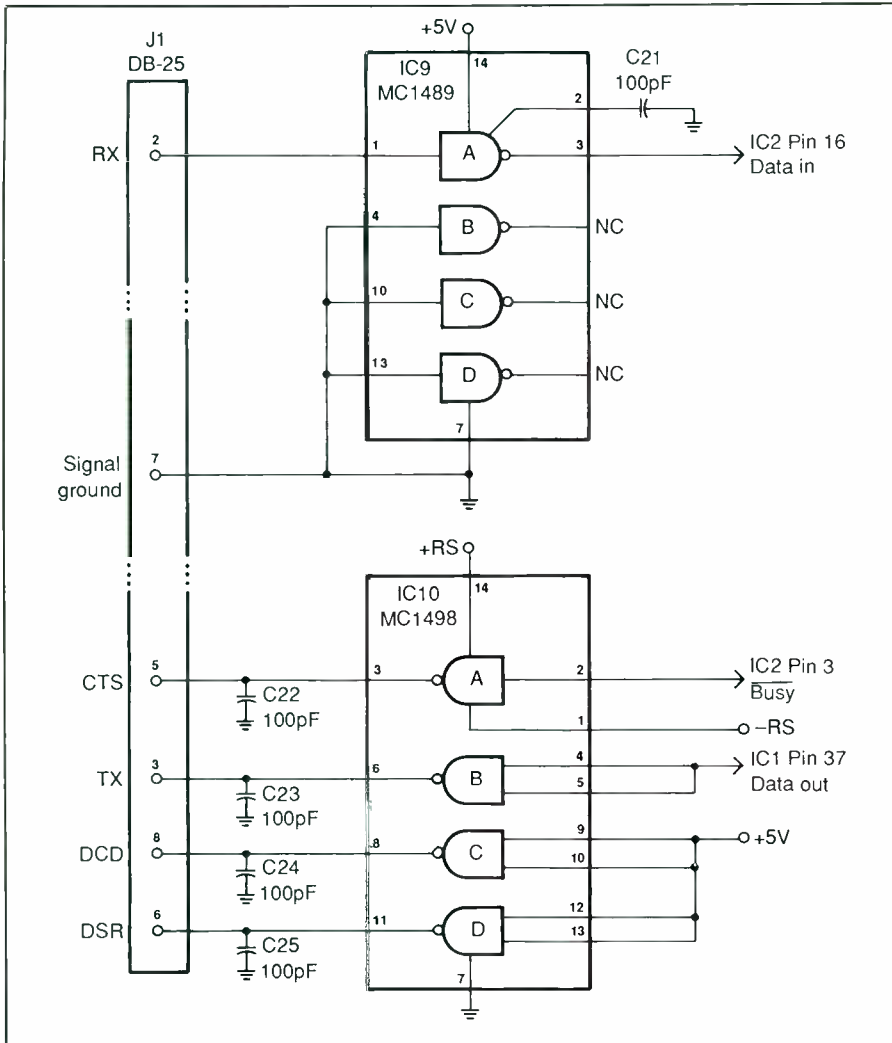 J1
DB-25
+5V
14
IC9
MC1489
C21
100pF
2
RX
2
1
A
3
IC2 Pin 16
Data in
4
B
NC
10
C
NC
13
D
NC
7
Signal
ground
7
+RS
14
IC10
MC1498
CTS
5
C22
100pF
3
A
2
IC2 Pin 3
Busy
1
–RS
TX
3
C23
100pF
6
B
4
5
IC1 Pin 37
Data out
DCD
8
C24
100pF
8
C
9
10
+5V
DSR
6
C25
100pF
11
D
12
13
7